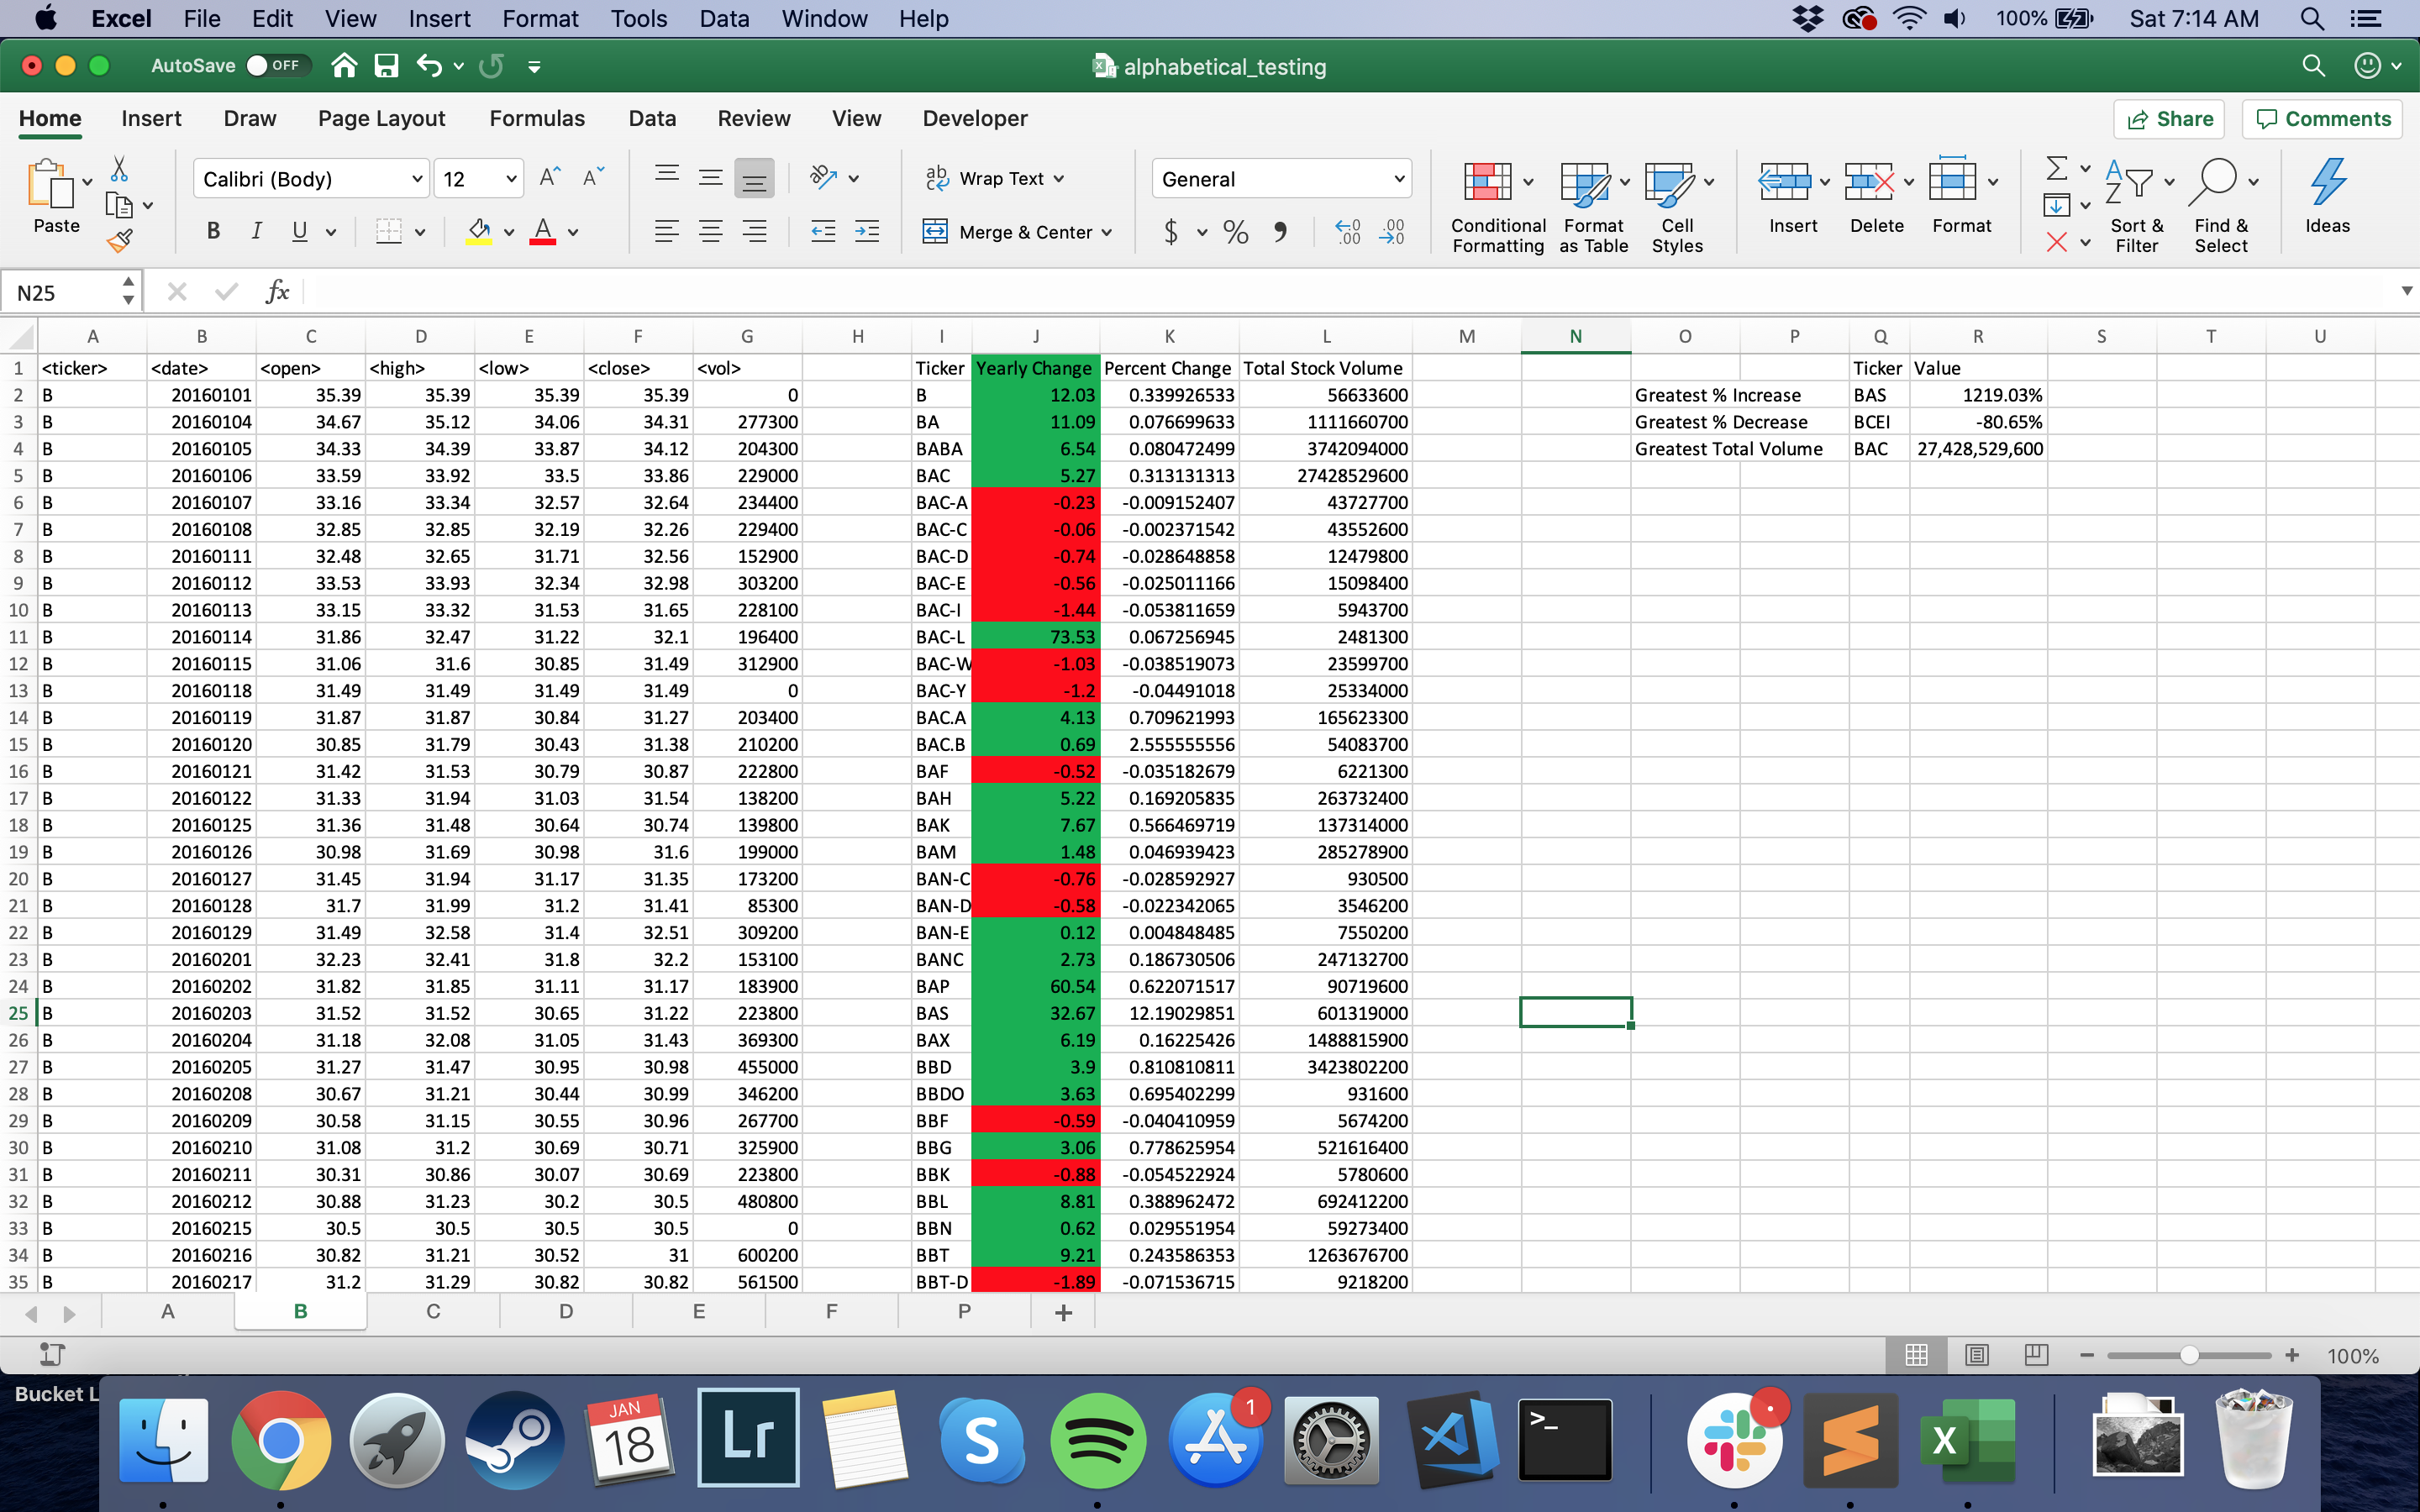 Excel File Edit View Insert Format Tools Data Window Help 100% Sat 7:14 AM
AutoSave OFF alphabetical_testing
Home Insert Draw Page Layout Formulas Data Review View Developer Share Comments
Paste Calibri (Body) 12 Wrap Text General Conditional Formatting Format as Table Cell Styles Insert Delete Format Sort & Filter Find & Select Ideas
B I U Merge & Center $ %
N25 fx
A B C D E F G H I J K L M N O P Q R S T U
1 <ticker> <date> <open> <high> <low> <close> <vol> Ticker Yearly Change Percent Change Total Stock Volume Ticker Value
2 B 20160101 35.39 35.39 35.39 35.39 0 B 12.03 0.339926533 56633600 Greatest % Increase BAS 1219.03%
3 B 20160104 34.67 35.12 34.06 34.31 277300 BA 11.09 0.076699633 1111660700 Greatest % Decrease BCEI -80.65%
4 B 20160105 34.33 34.39 33.87 34.12 204300 BABA 6.54 0.080472499 3742094000 Greatest Total Volume BAC 27,428,529,600
5 B 20160106 33.59 33.92 33.5 33.86 229000 BAC 5.27 0.313131313 27428529600
6 B 20160107 33.16 33.34 32.57 32.64 234400 BAC-A -0.23 -0.009152407 43727700
7 B 20160108 32.85 32.85 32.19 32.26 229400 BAC-C -0.06 -0.002371542 43552600
8 B 20160111 32.48 32.65 31.71 32.56 152900 BAC-D -0.74 -0.028648858 12479800
9 B 20160112 33.53 33.93 32.34 32.98 303200 BAC-E -0.56 -0.025011166 15098400
10 B 20160113 33.15 33.32 31.53 31.65 228100 BAC-I -1.44 -0.053811659 5943700
11 B 20160114 31.86 32.47 31.22 32.1 196400 BAC-L 73.53 0.067256945 2481300
12 B 20160115 31.06 31.6 30.85 31.49 312900 BAC-W -1.03 -0.038519073 23599700
13 B 20160118 31.49 31.49 31.49 31.49 0 BAC-Y -1.2 -0.04491018 25334000
14 B 20160119 31.87 31.87 30.84 31.27 203400 BAC.A 4.13 0.709621993 165623300
15 B 20160120 30.85 31.79 30.43 31.38 210200 BAC.B 0.69 2.555555556 54083700
16 B 20160121 31.42 31.53 30.79 30.87 222800 BAF -0.52 -0.035182679 6221300
17 B 20160122 31.33 31.94 31.03 31.54 138200 BAH 5.22 0.169205835 263732400
18 B 20160125 31.36 31.48 30.64 30.74 139800 BAK 7.67 0.566469719 137314000
19 B 20160126 30.98 31.69 30.98 31.6 199000 BAM 1.48 0.046939423 285278900
20 B 20160127 31.45 31.94 31.17 31.35 173200 BAN-C -0.76 -0.028592927 930500
21 B 20160128 31.7 31.99 31.2 31.41 85300 BAN-D -0.58 -0.022342065 3546200
22 B 20160129 31.49 32.58 31.4 32.51 309200 BAN-E 0.12 0.004848485 7550200
23 B 20160201 32.23 32.41 31.8 32.2 153100 BANC 2.73 0.186730506 247132700
24 B 20160202 31.82 31.85 31.11 31.17 183900 BAP 60.54 0.622071517 90719600
25 B 20160203 31.52 31.52 30.65 31.22 223800 BAS 32.67 12.19029851 601319000
26 B 20160204 31.18 32.08 31.05 31.43 369300 BAX 6.19 0.16225426 1488815900
27 B 20160205 31.27 31.47 30.95 30.98 455000 BBD 3.9 0.810810811 3423802200
28 B 20160208 30.67 31.21 30.44 30.99 346200 BBDO 3.63 0.695402299 931600
29 B 20160209 30.58 31.15 30.55 30.96 267700 BBF -0.59 -0.040410959 5674200
30 B 20160210 31.08 31.2 30.69 30.71 325900 BBG 3.06 0.778625954 521616400
31 B 20160211 30.31 30.86 30.07 30.69 223800 BBK -0.88 -0.054522924 5780600
32 B 20160212 30.88 31.23 30.2 30.5 480800 BBL 8.81 0.388962472 692412200
33 B 20160215 30.5 30.5 30.5 30.5 0 BBN 0.62 0.029551954 59273400
34 B 20160216 30.82 31.21 30.52 31 600200 BBT 9.21 0.243586353 1263676700
35 B 20160217 31.2 31.29 30.82 30.82 561500 BBT-D -1.89 -0.071536715 9218200
A B C D E F P +
100%
Bucket L
JAN
18
Lr
S
1
>_
X